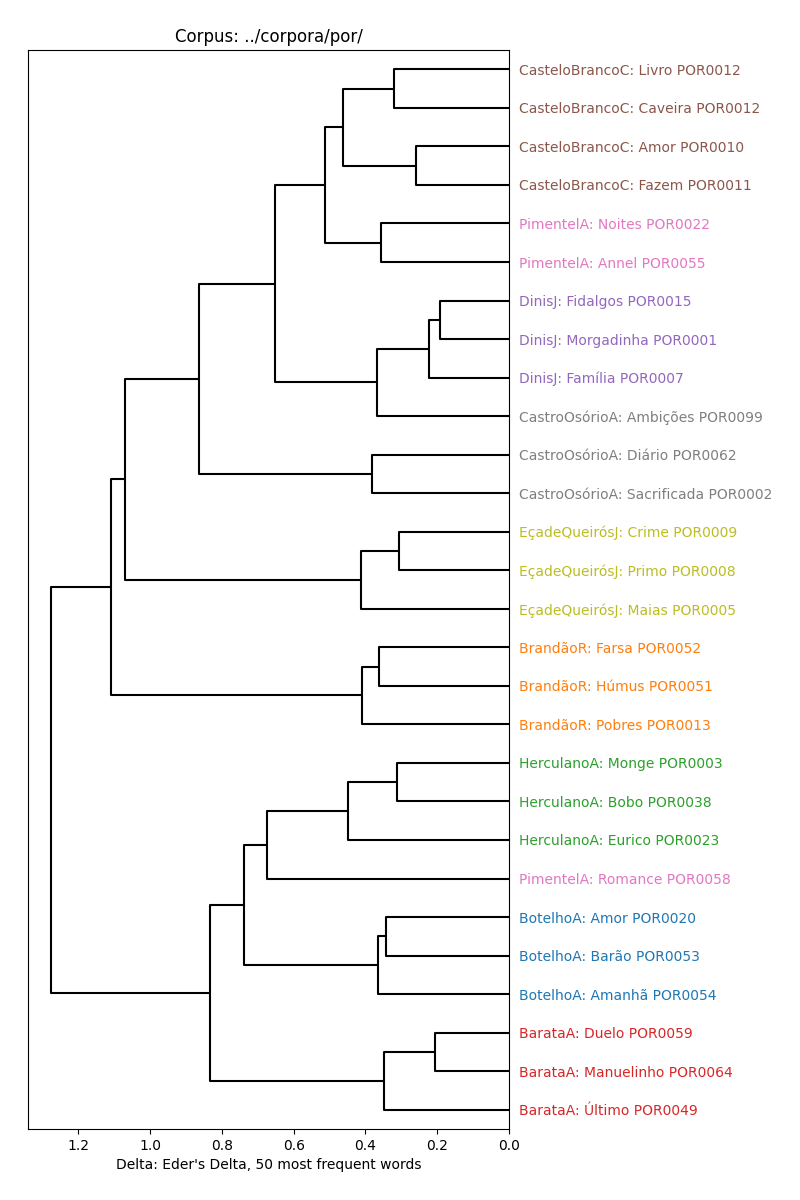 Corpus: ../corpora/por/
CasteloBrancoC: Livro POR0012
CasteloBrancoC: Caveira POR0012
CasteloBrancoC: Amor POR0010
CasteloBrancoC: Fazem POR0011
PimentelA: Noites POR0022
PimentelA: Annel POR0055
DinisJ: Fidalgos POR0015
DinisJ: Morgadinha POR0001
DinisJ: Família POR0007
CastroOsórioA: Ambições POR0099
CastroOsórioA: Diário POR0062
CastroOsórioA: Sacrificada POR0002
EçadeQueirósJ: Crime POR0009
EçadeQueirósJ: Primo POR0008
EçadeQueirósJ: Maias POR0005
BrandãoR: Farsa POR0052
BrandãoR: Húmus POR0051
BrandãoR: Pobres POR0013
HerculanoA: Monge POR0003
HerculanoA: Bobo POR0038
HerculanoA: Eurico POR0023
PimentelA: Romance POR0058
BotelhoA: Amor POR0020
BotelhoA: Barão POR0053
BotelhoA: Amanhã POR0054
BarataA: Duelo POR0059
BarataA: Manuelinho POR0064
BarataA: Último POR0049
1.2 1.0 0.8 0.6 0.4 0.2 0.0
Delta: Eder's Delta, 50 most frequent words